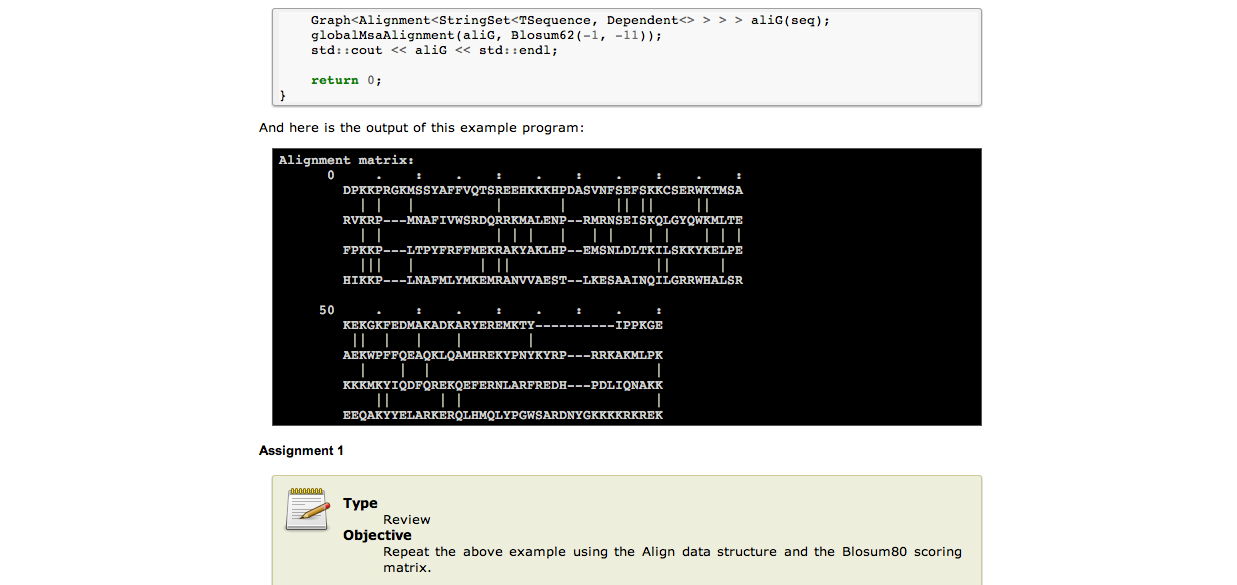 Graph<Alignment<StringSet<TSequence, Dependent<> > > > aliG(seq);
globalMsaAlignment(aliG, Blosum62(-1, -11));
std::cout << aliG << std::endl;
return 0;
}
And here is the output of this example program:
Alignment matrix:
0     .    :    .    :    .    :    .    :    .    :
DPKKPRGKMSSYAFFVQTSREEHKKKHPDASVNFSEFSKKCSERWKTMSA
| |   |          |       |      || ||     ||
RVKRP---MNAFIVWSRDQRRKMALENP--RMRNSEISKQLGYQWKMLTE
| |              | | |   |   | |    | |    | | |
FPKKP---LTPYFRFFMEKRAKYAKLHP--EMSNLDLTKILSKKYKELPE
|||   |        | ||                  ||      |
HIKKP---LNAFMLYMKEMRANVVAEST--LKESAAINQILGRRWHALSR
50     .    :    .    :    .    :    .    :
KEKGKFEDMAKADKARYEREMKTY----------IPPKGE
||  |   |    |        |
AEKWPFFQEAQKLQAMHREKYPNYKYRP---RRKAKMLPK
|    |  |                            |
KKKMKYIQDFQREKQEFERNLARFREDH---PDLIQNAKK
||      | |                        |
EEQAKYYELARKERQLHMQLYPGWSARDNYGKKKKRKREK
Assignment 1
Type
Review
Objective
Repeat the above example using the Align data structure and the Blosum80 scoring
matrix.